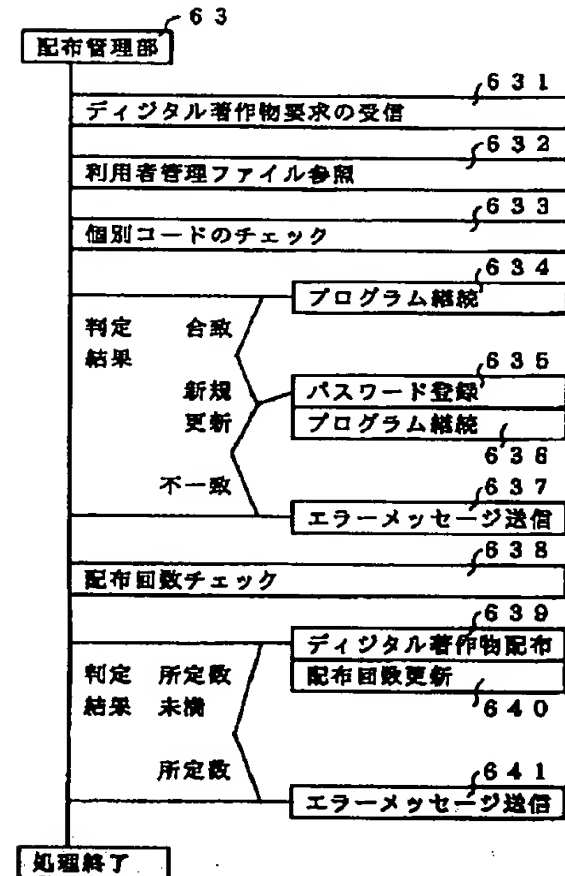 63
配布管理部
631
ディジタル著作物要求の受信
632
利用者管理ファイル参照
633
個別コードのチェック
634
プログラム継続
判定 合致
結果
635
新規 パスワード登録
更新 プログラム継続
636
637
不一致
エラーメッセージ送信
638
配布回数チェック
639
ディジタル著作物配布
判定 所定数 配布回数更新
結果 未満
640
所定数
641
エラーメッセージ送信
処理終了